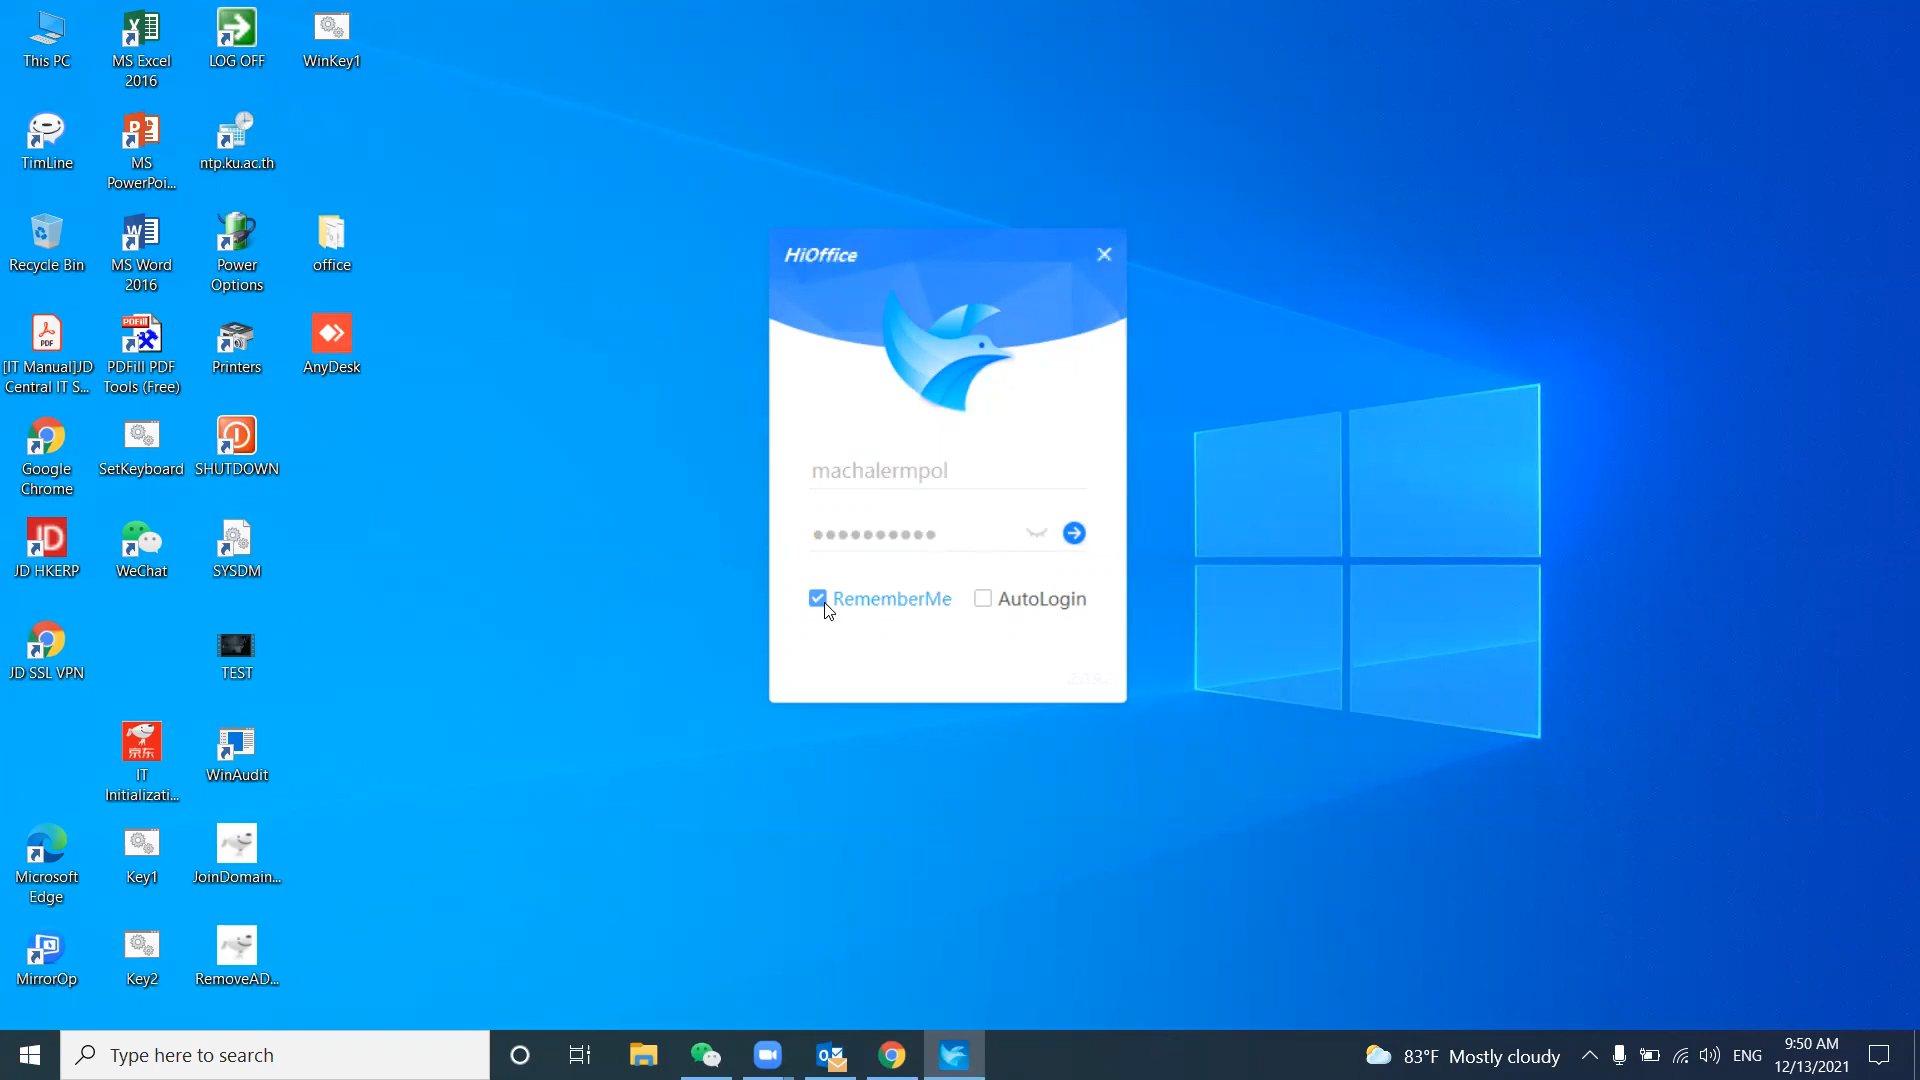 This PC
MS Excel
2016
LOG OFF
WinKey1
TimLine
MS
PowerPoi...
ntp.ku.ac.th
Recycle Bin
MS Word
2016
Power
Options
office
[IT Manual]JD
Central IT S...
PDFill PDF
Tools (Free)
Printers
AnyDesk
Google
Chrome
SetKeyboard
SHUTDOWN
JD HKERP
WeChat
SYSDM
JD SSL VPN
TEST
IT
Initializati...
WinAudit
Microsoft
Edge
Key1
JoinDomain...
MirrorOp
Key2
RemoveAD...
HiOffice
machalermpol
RememberMe
AutoLogin
Type here to search
83°F Mostly cloudy
ENG
9:50 AM
12/13/2021